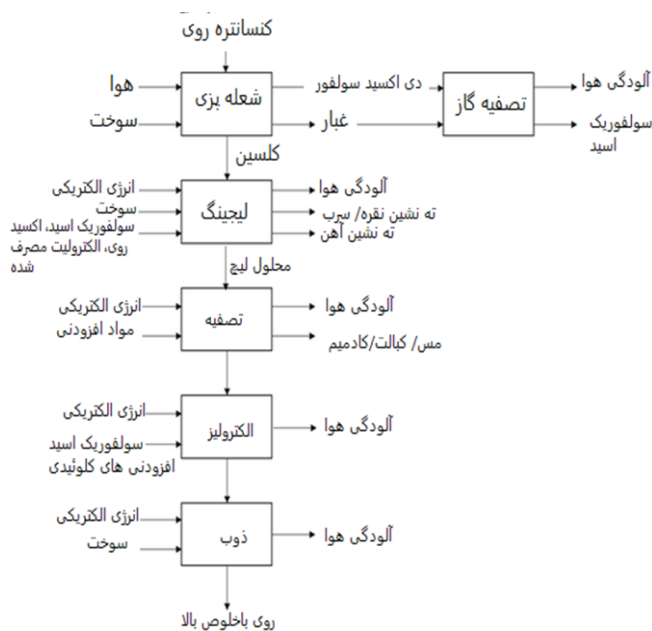 کنسانتره روی
هوا
سوخت
شعله پزی
دی اکسید سولفور
غبار
تصفیه گاز
آلودگی هوا
سولفوریک
اسید
کلسین
انرژی الکتریکی
سوخت
سولفوریک اسید، اکسید
روی، الکترولیت مصرف
شده
لیچینگ
آلودگی هوا
ته نشین نقره/ سرب
ته نشین آهن
محلول لیچ
انرژی الکتریکی
مواد افزودنی
تصفیه
آلودگی هوا
مس/ کبالت/کادمیم
انرژی الکتریکی
سولفوریک اسید
افزودنی های کلوئیدی
الکترولیز
آلودگی هوا
انرژی الکتریکی
سوخت
ذوب
آلودگی هوا
روی باخلوص بالا